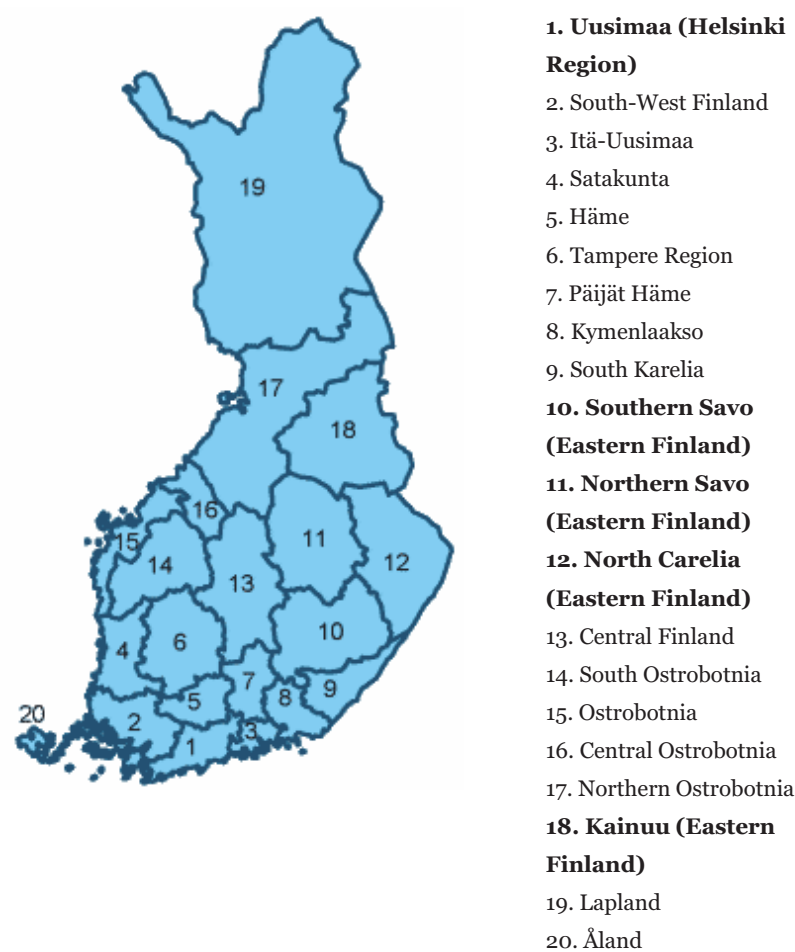 19
17
18
16
15
14
11
12
13
10
6
4
7
9
5
8
20
2
3
1
1. Uusimaa (Helsinki
Region)
2. South-West Finland
3. Itä-Uusimaa
4. Satakunta
5. Häme
6. Tampere Region
7. Päijät Häme
8. Kymenlaakso
9. South Karelia
10. Southern Savo
(Eastern Finland)
11. Northern Savo
(Eastern Finland)
12. North Carelia
(Eastern Finland)
13. Central Finland
14. South Ostrobotnia
15. Ostrobotnia
16. Central Ostrobotnia
17. Northern Ostrobotnia
18. Kainuu (Eastern
Finland)
19. Lapland
20. Åland